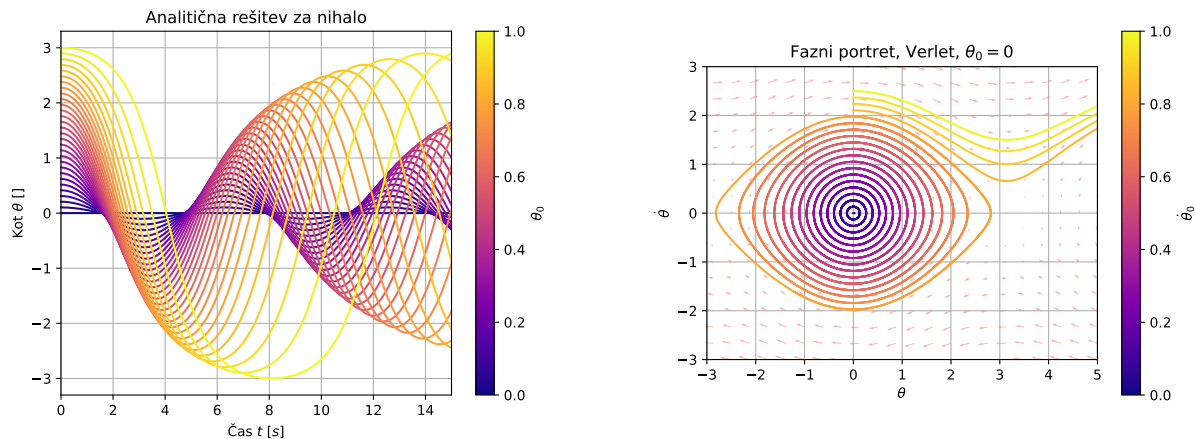 Analitična rešitev za nihalo
3
2
1
0
−1
−2
−3
Kot θ []
0 2 4 6 8 10 12 14
Čas t [s]
1.0
0.8
0.6
0.4
0.2
0.0
θ₀
Fazni portret, Verlet, θ₀ = 0
3
2
1
0
−1
−2
−3
θ̇
−3 −2 −1 0 1 2 3 4 5
θ
1.0
0.8
0.6
0.4
0.2
0.0
θ̇₀